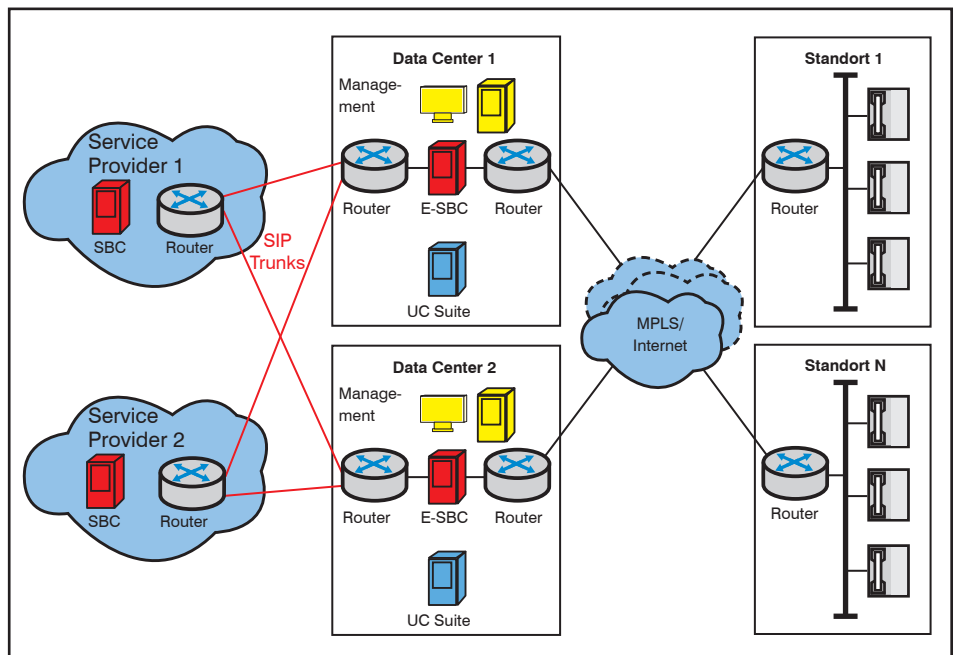 Service
Provider 1
SBC
Router
SIP
Trunks
Service
Provider 2
SBC
Router
Data Center 1
Manage-
ment
Router
E-SBC
Router
UC Suite
Data Center 2
Manage-
ment
Router
E-SBC
Router
UC Suite
MPLS/
Internet
Standort 1
Router
Standort N
Router